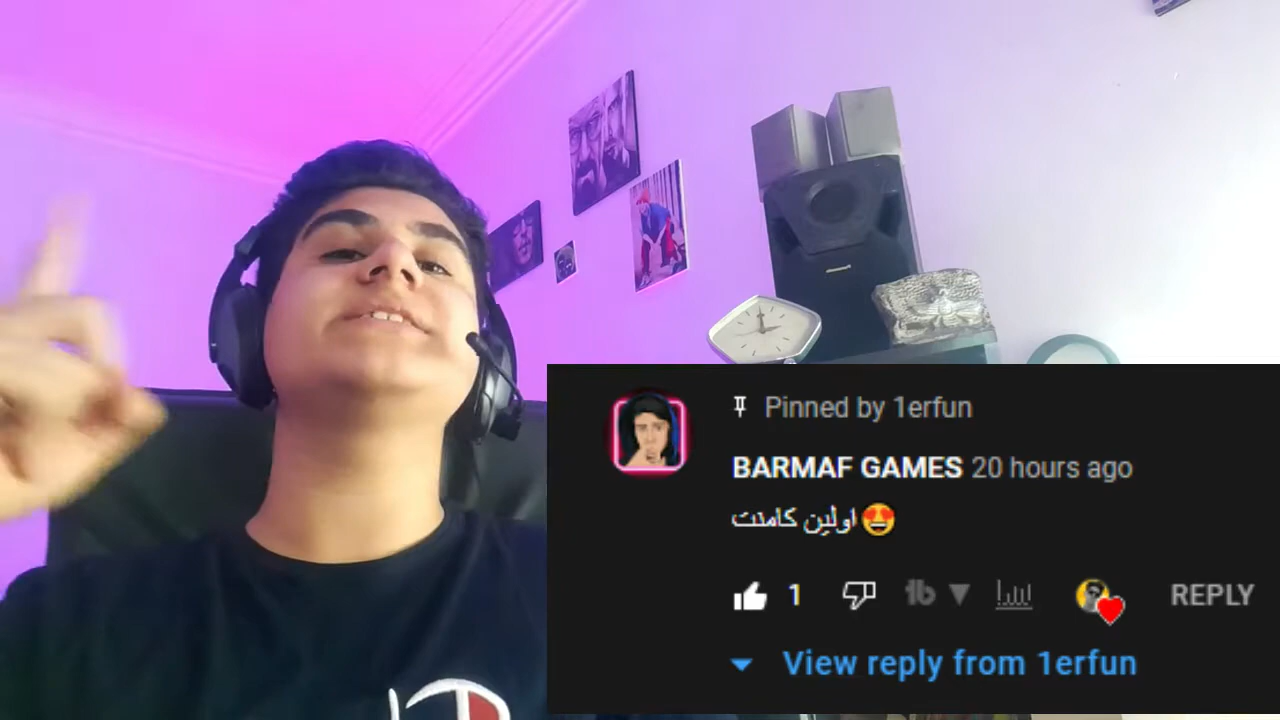 Pinned by 1erfun
BARMAF GAMES 20 hours ago
اولین کامنت😍
1
REPLY
View reply from 1erfun